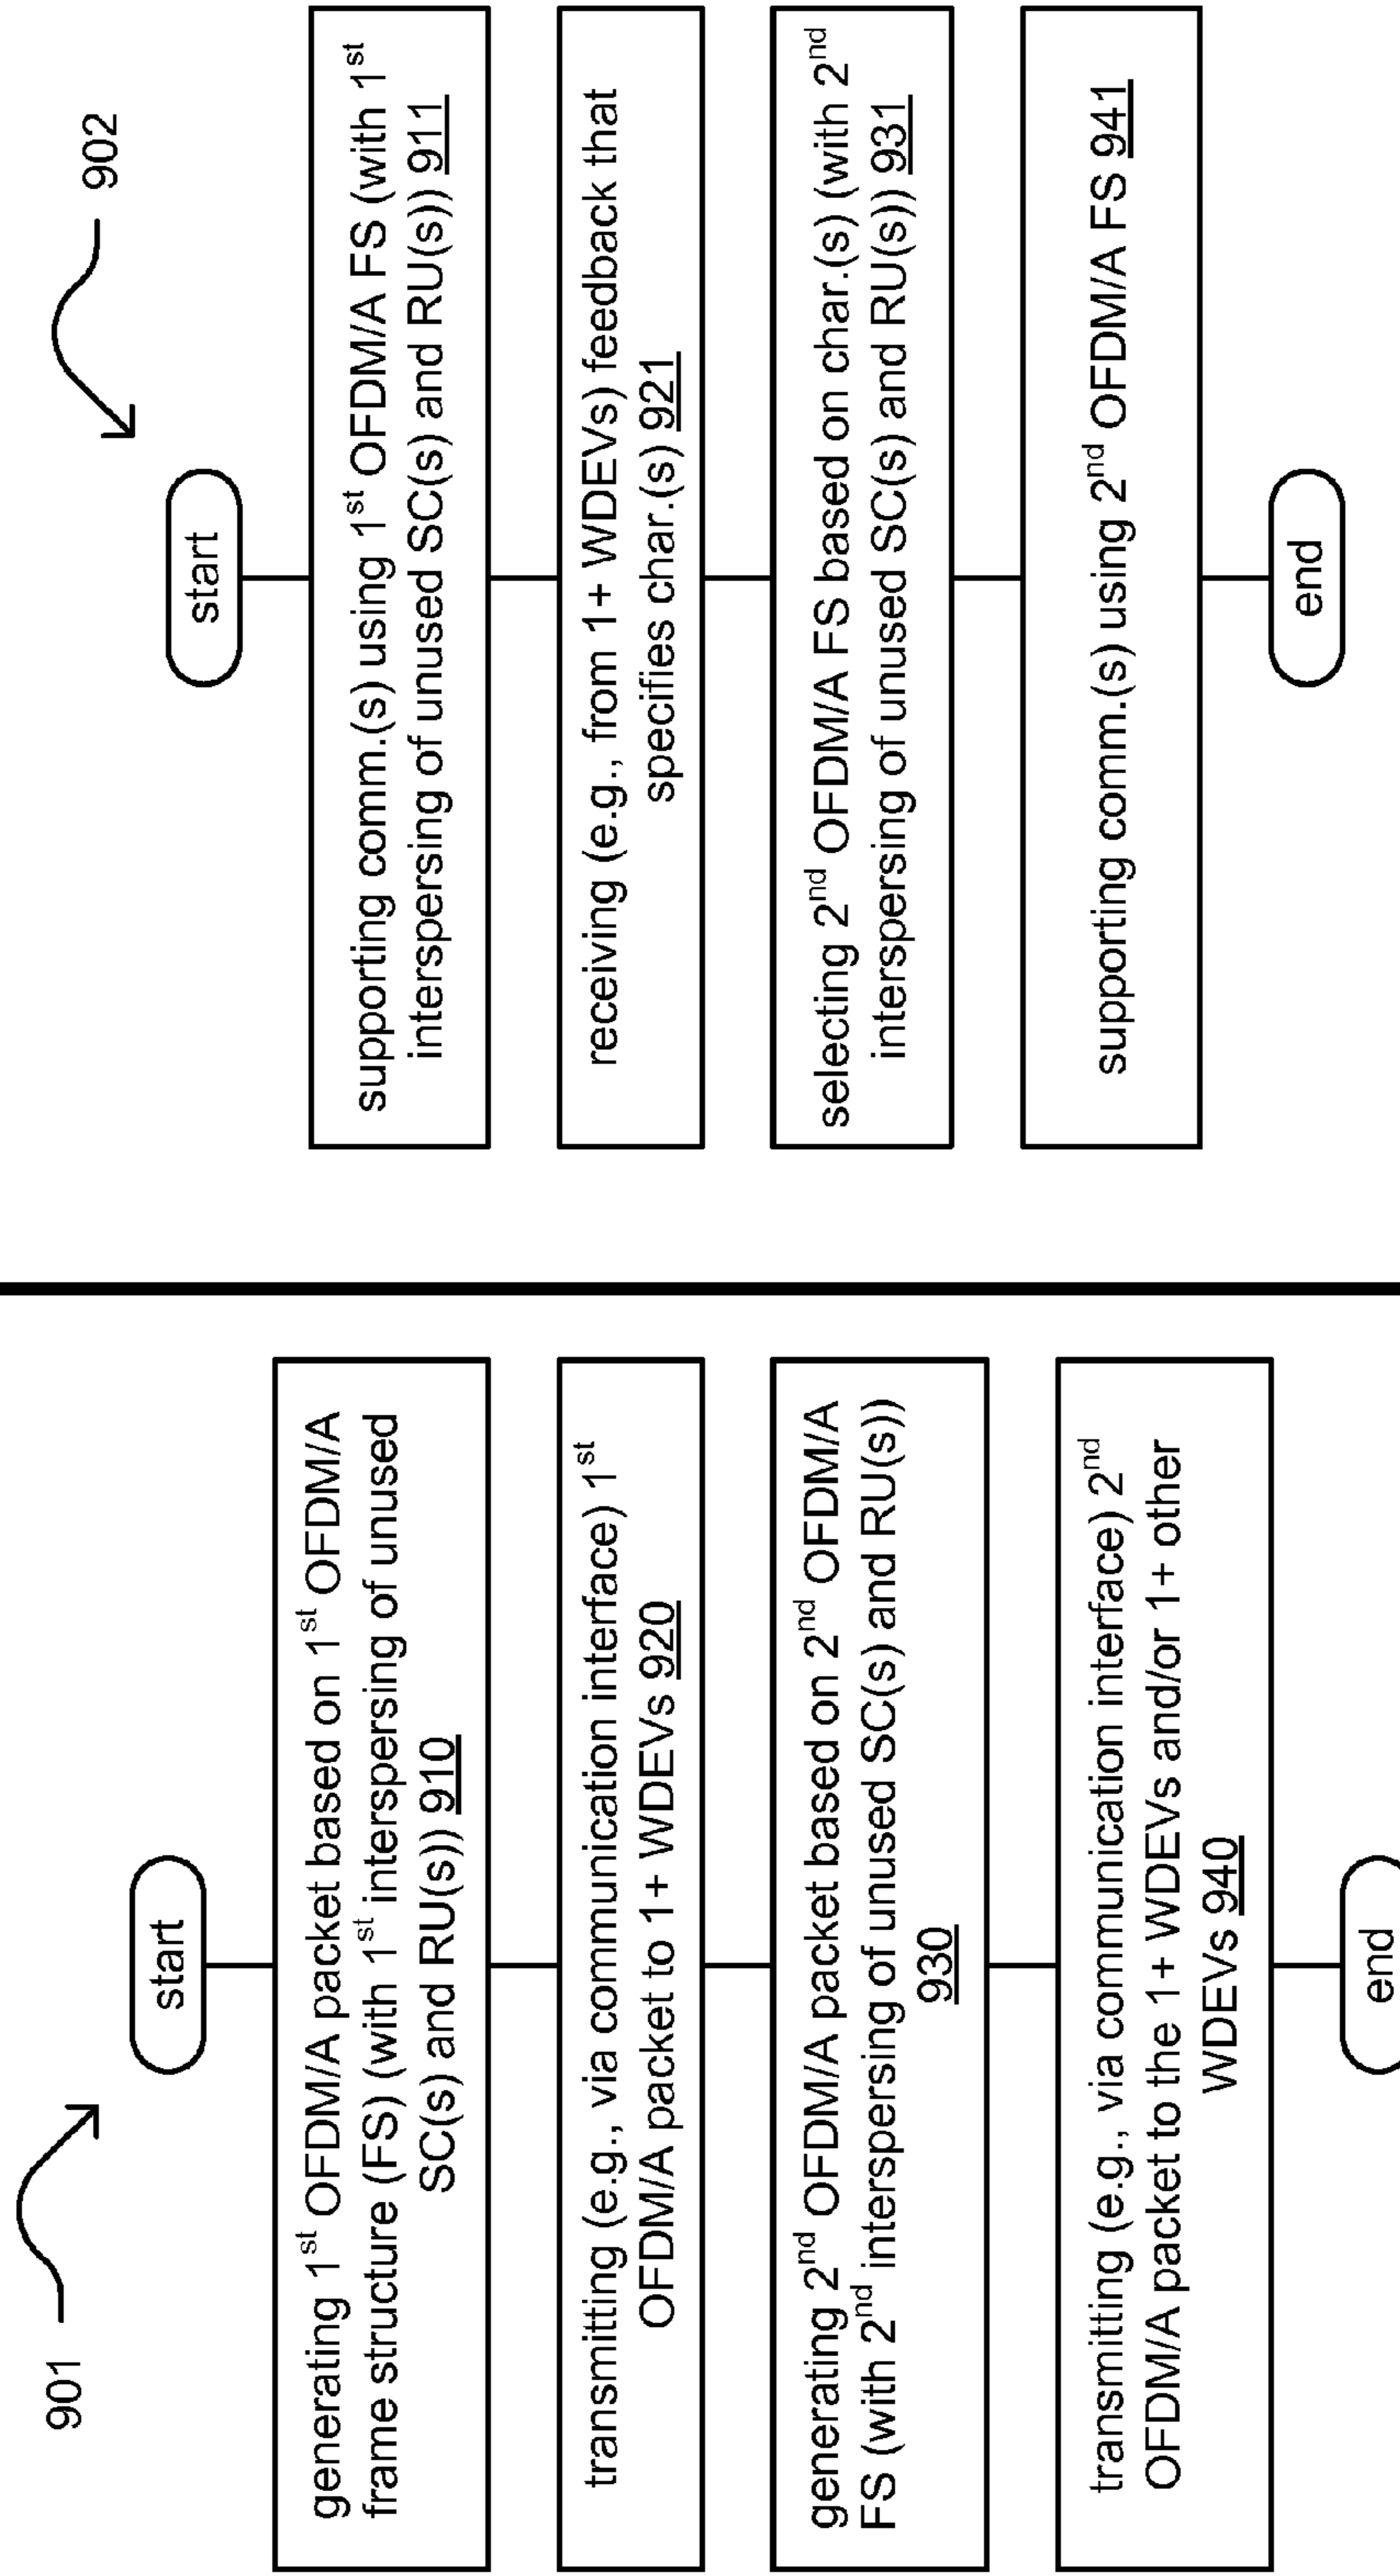 901
start
generating 1st OFDM/A packet based on 1st OFDM/A
frame structure (FS) (with 1st interspersing of unused
SC(s) and RU(s)) 910
transmitting (e.g., via communication interface) 1st
OFDM/A packet to 1+ WDEVs 920
generating 2nd OFDM/A packet based on 2nd OFDM/A
FS (with 2nd interspersing of unused SC(s) and RU(s))
930
transmitting (e.g., via communication interface) 2nd
OFDM/A packet to the 1+ WDEVs and/or 1+ other
WDEVs 940
end
902
start
supporting comm.(s) using 1st OFDM/A FS (with 1st
interspersing of unused SC(s) and RU(s)) 911
receiving (e.g., from 1+ WDEVs) feedback that
specifies char.(s) 921
selecting 2nd OFDM/A FS based on char.(s) (with 2nd
interspersing of unused SC(s) and RU(s)) 931
supporting comm.(s) using 2nd OFDM/A FS 941
end